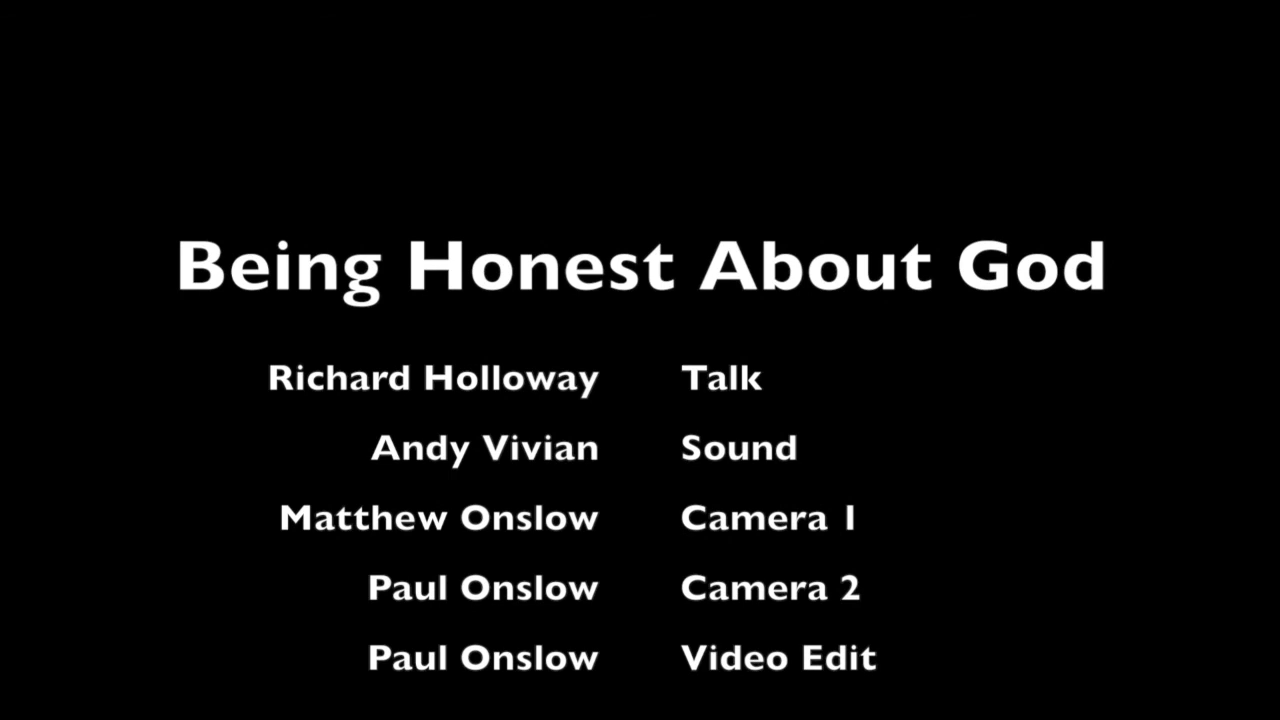 Being Honest About God
Richard Holloway Talk
Andy Vivian Sound
Matthew Onslow Camera 1
Paul Onslow Camera 2
Paul Onslow Video Edit